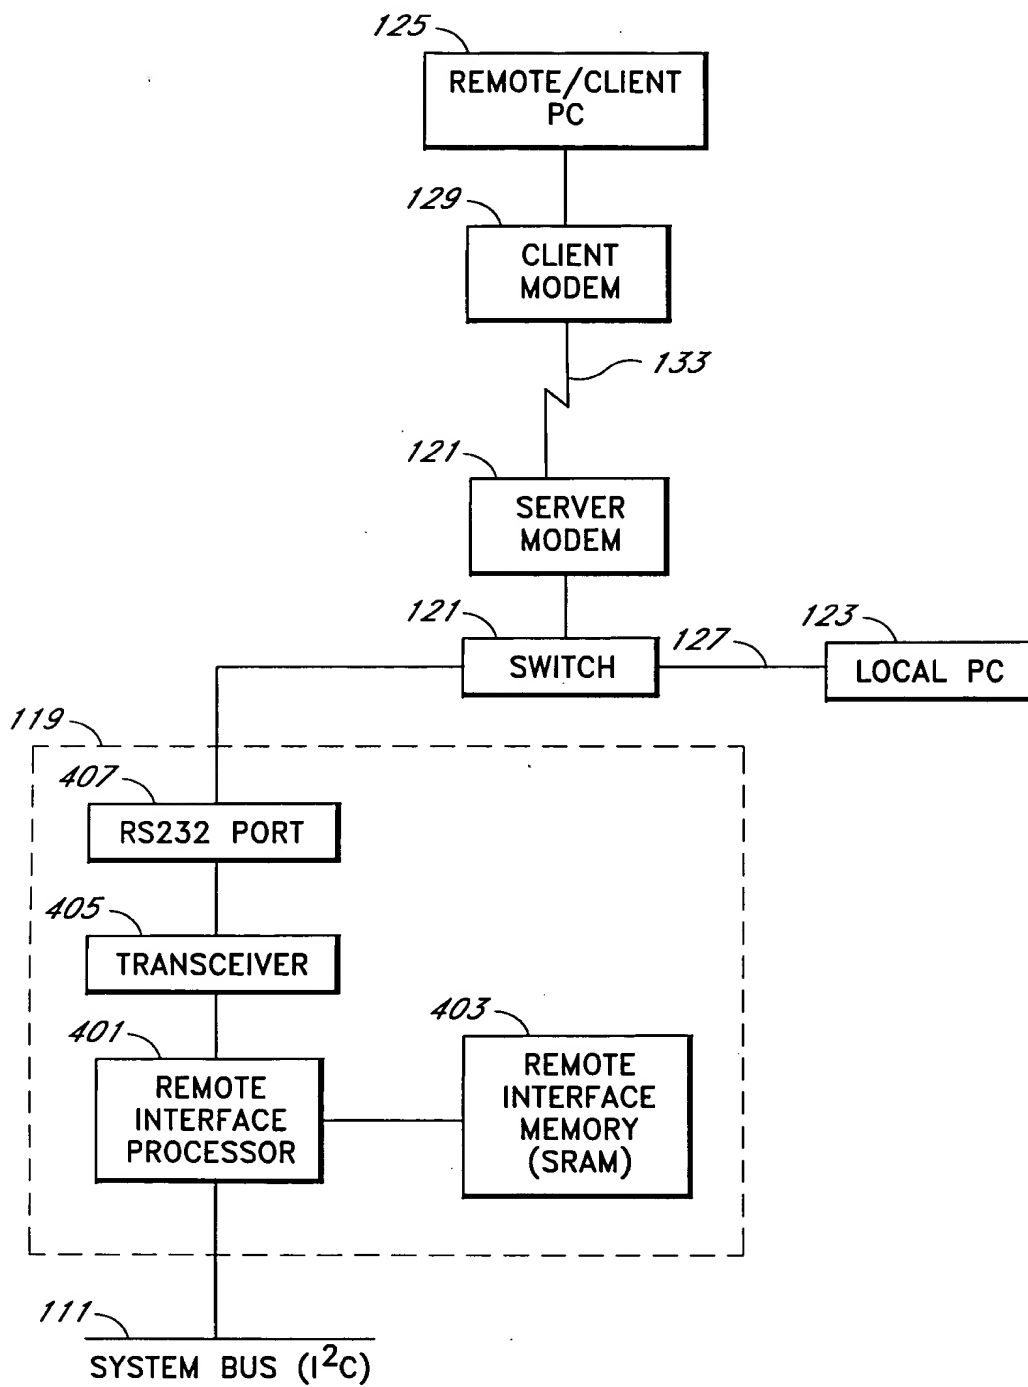 125
REMOTE/CLIENT
PC
129
CLIENT
MODEM
133
121
SERVER
MODEM
121
SWITCH
127
123
LOCAL PC
119
407
RS232 PORT
405
TRANSCEIVER
401
REMOTE
INTERFACE
PROCESSOR
403
REMOTE
INTERFACE
MEMORY
(SRAM)
111
SYSTEM BUS (I²C)